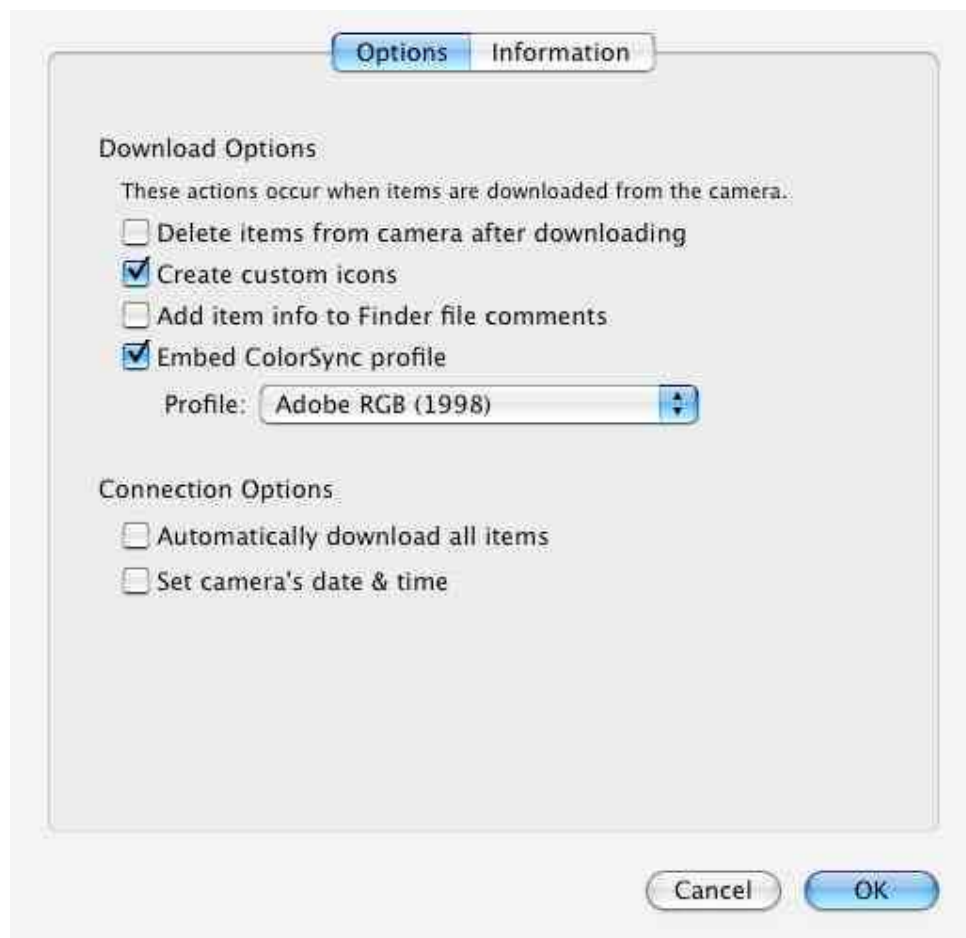 Options Information
Download Options
These actions occur when items are downloaded from the camera.
Delete items from camera after downloading
Create custom icons
Add item info to Finder file comments
Embed ColorSync profile
Profile: Adobe RGB (1998)
Connection Options
Automatically download all items
Set camera's date & time
Cancel OK